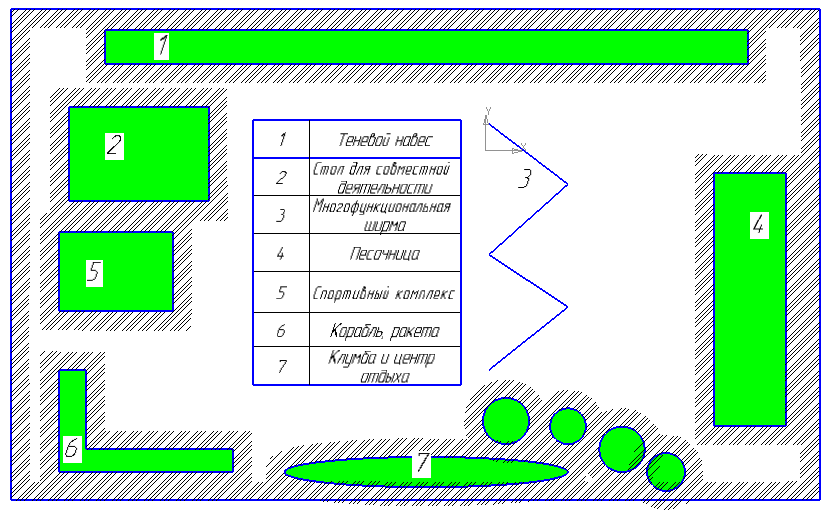 1
2
3
4
5
6
7
1 Теневой навес
2 Стол для совместной
деятельности
3 Многофункциональная
ширма
4 Песочница
5 Спортивный комплекс
6 Корабль, ракета
7 Клумба и центр
отдыха
Y
X